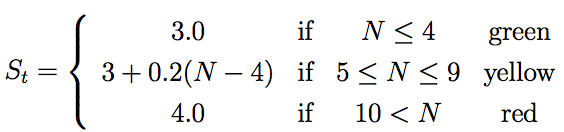 3.0 if N ≤ 4 green
S_t = { 3 + 0.2(N − 4) if 5 ≤ N ≤ 9 yellow
4.0 if 10 < N red